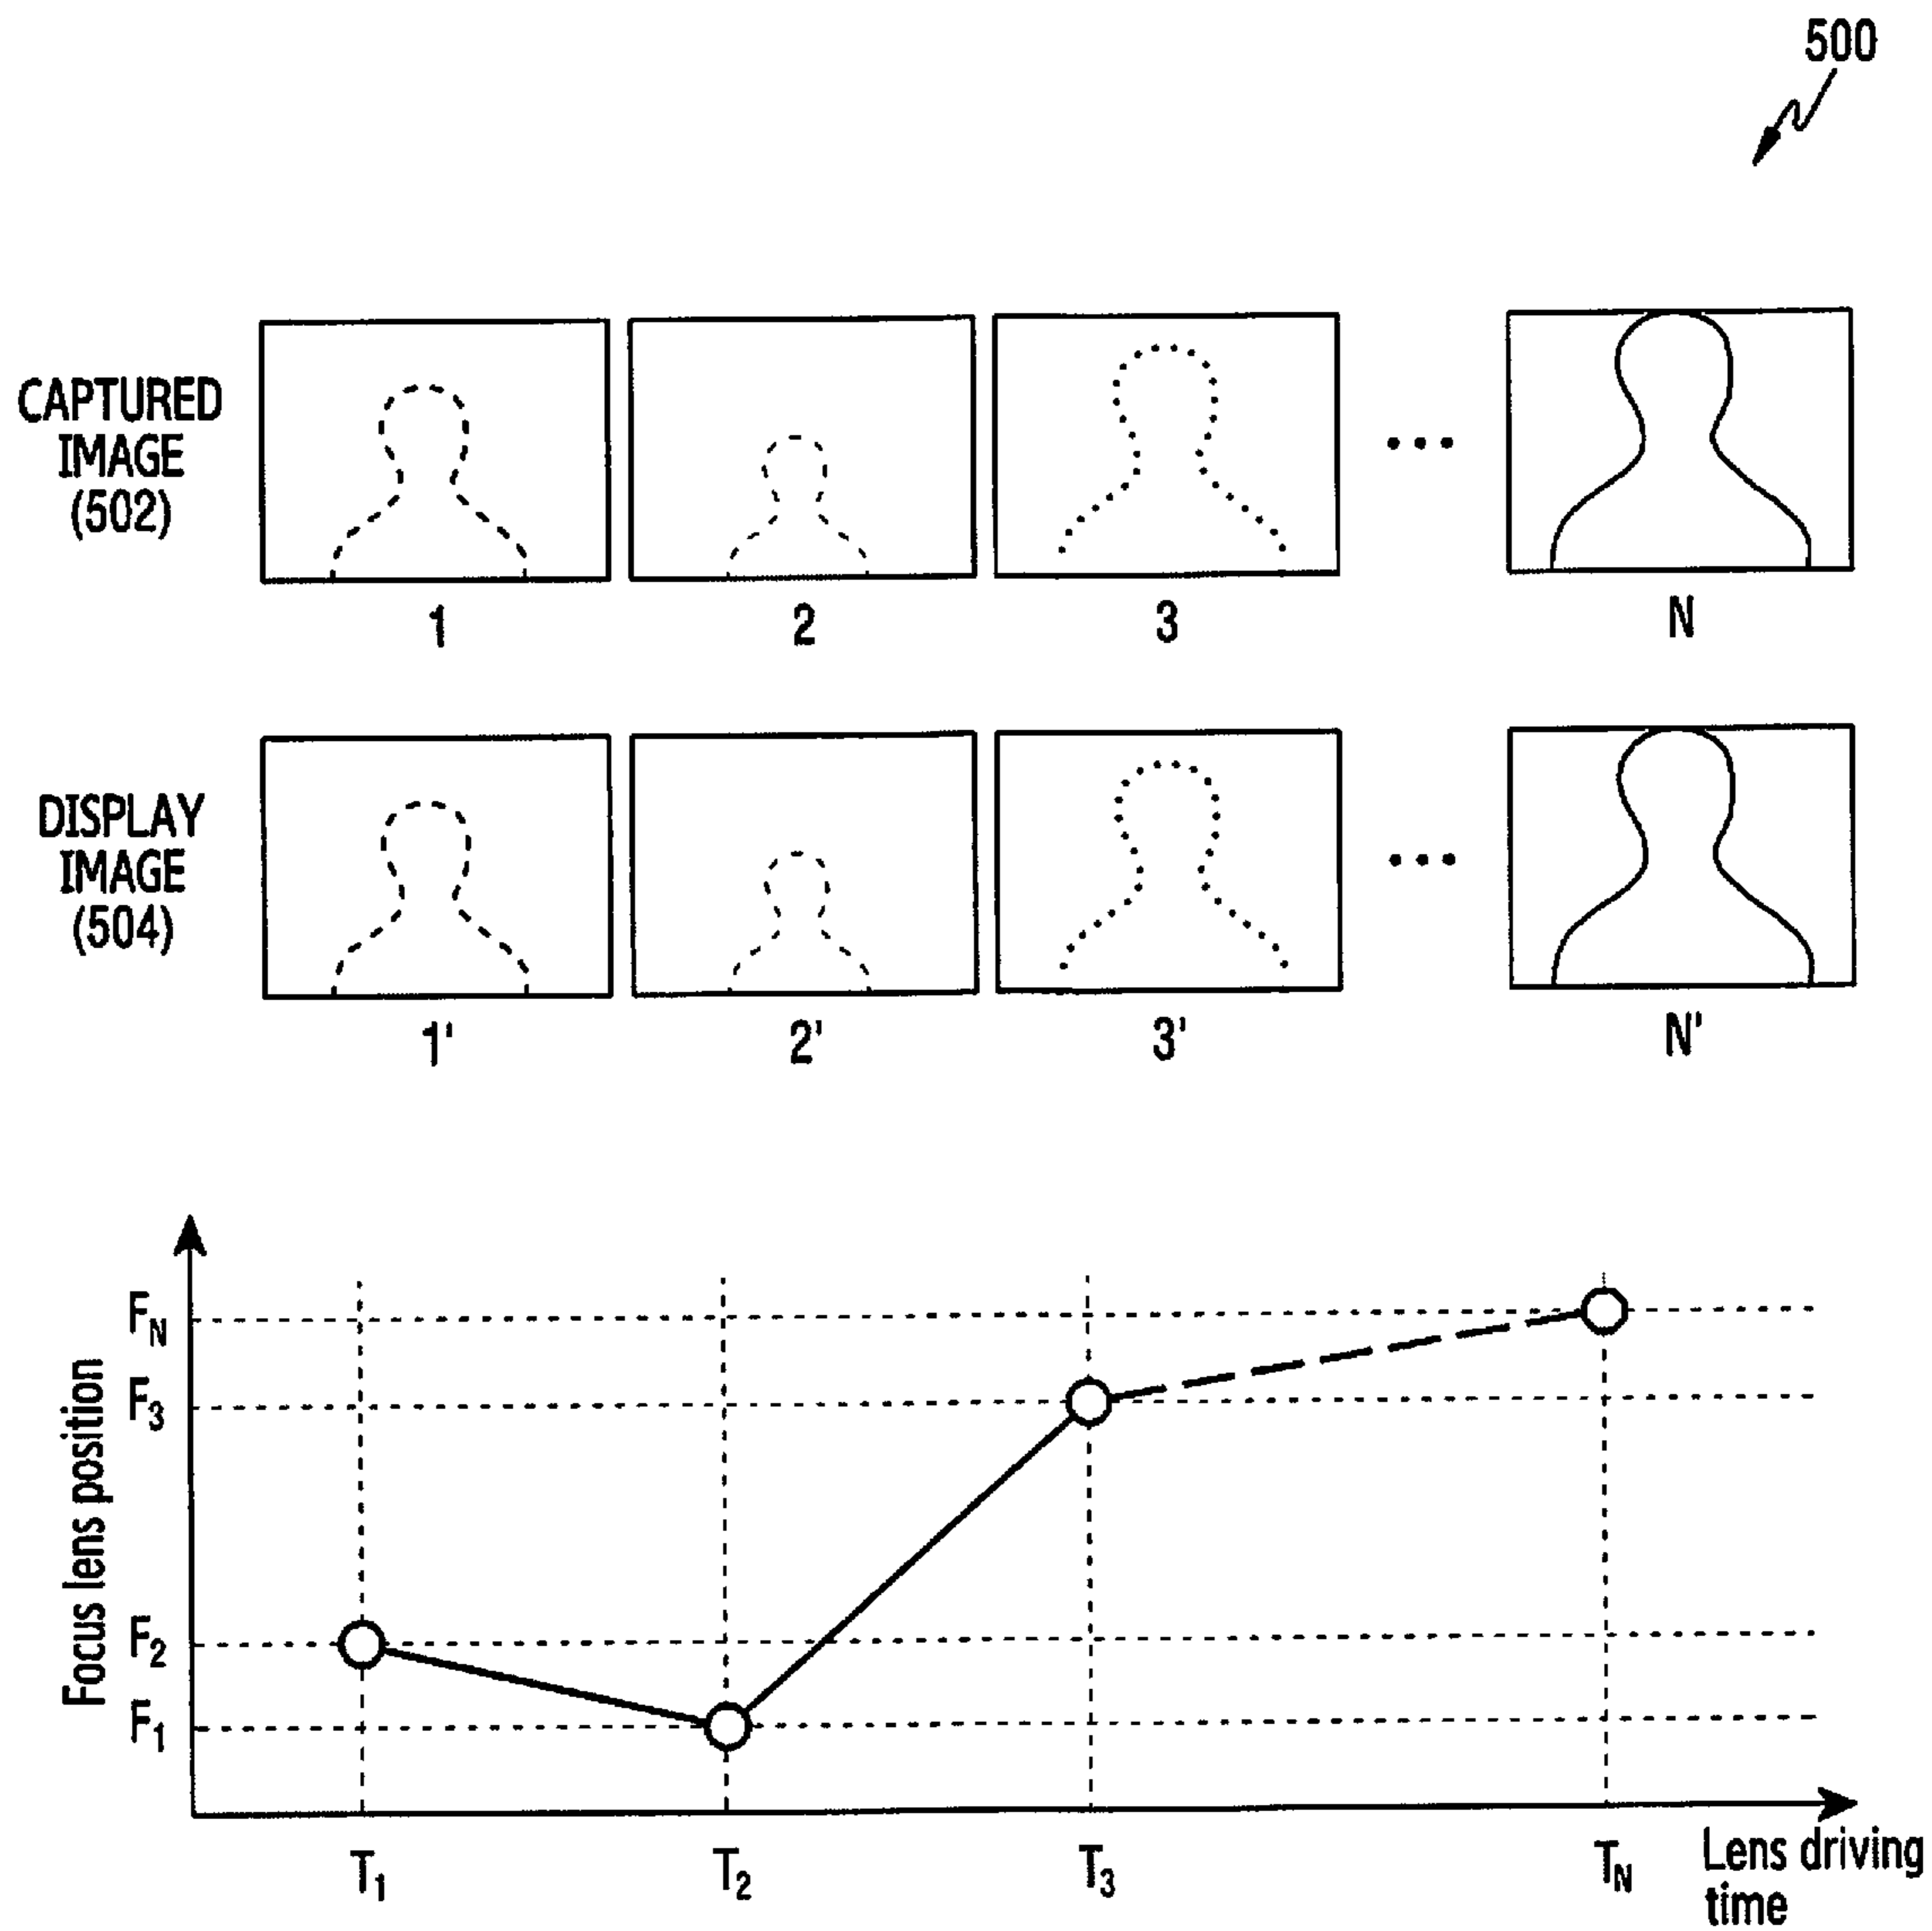 500
CAPTURED
IMAGE
(502)
1
2
3
N
DISPLAY
IMAGE
(504)
1'
2'
3'
N'
Focus lens position
F_N
F_3
F_2
F_1
T_1
T_2
T_3
T_N
Lens driving
time